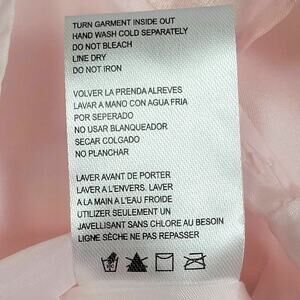 TURN GARMENT INSIDE OUT
HAND WASH COLD SEPARATELY
DO NOT BLEACH
LINE DRY
DO NOT IRON
VOLVER LA PRENDA ALREVES
LAVAR A MANO CON AGUA FRIA
POR SEPERADO
NO USAR BLANQUEADOR
SECAR COLGADO
NO PLANCHAR
LAVER AVANT DE PORTER
LAVER A L'ENVERS. LAVER
A LA MAIN A L'EAU FROIDE
UTILIZER SEULEMENT UN
JAVELLISANT SANS CHLORE AU BESOIN
LIGNE SÈCHE NE PAS REPASSER